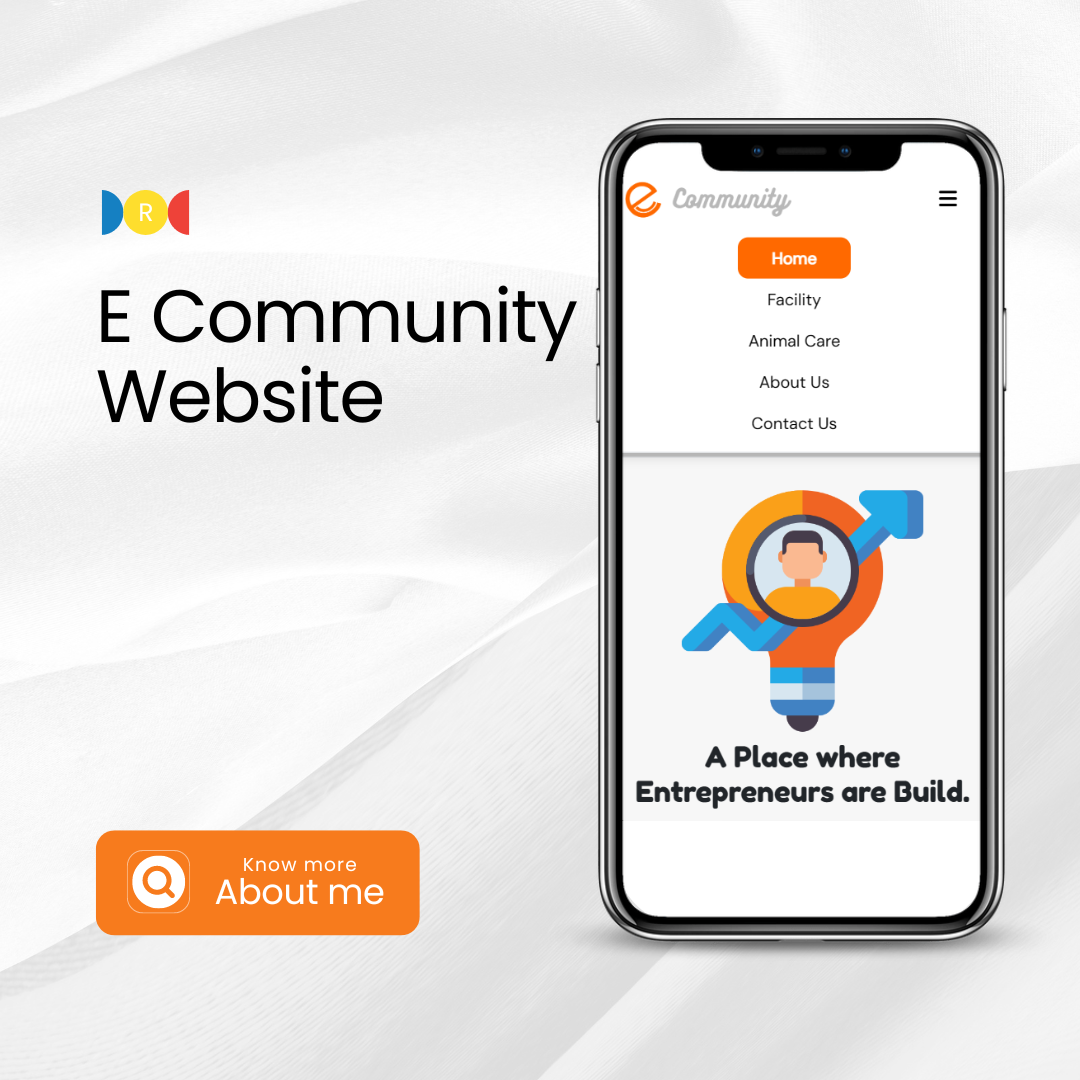 R
E Community
Website
Know more
About me
e Community
Home
Facility
Animal Care
About Us
Contact Us
A Place where
Entrepreneurs are Build.